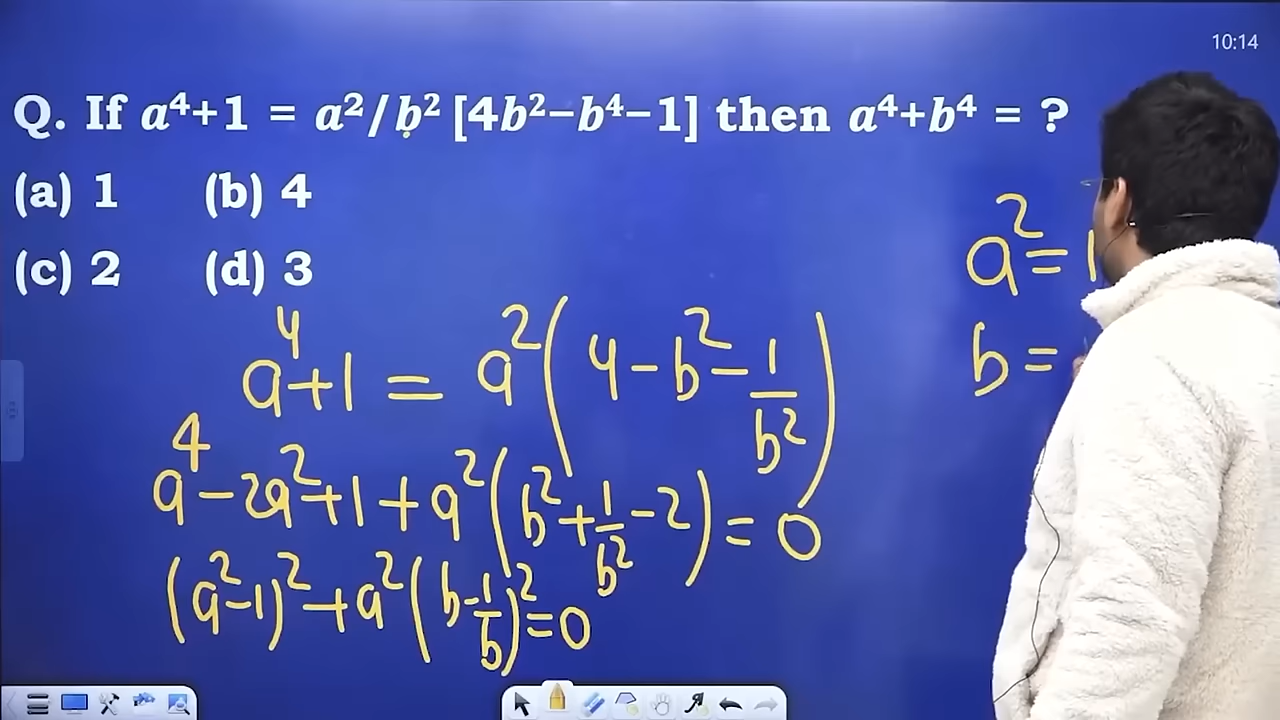 10:14
Q. If a⁴+1 = a²/b² [4b²−b⁴−1] then a⁴+b⁴ = ?
(a) 1 (b) 4
(c) 2 (d) 3
a² =
b =
a⁴+1 = a²(4−b²−1/b²)
a⁴−2a²+1+a²(b²+1/b²−2)=0
(a²−1)²+a²(b−1/b)²=0